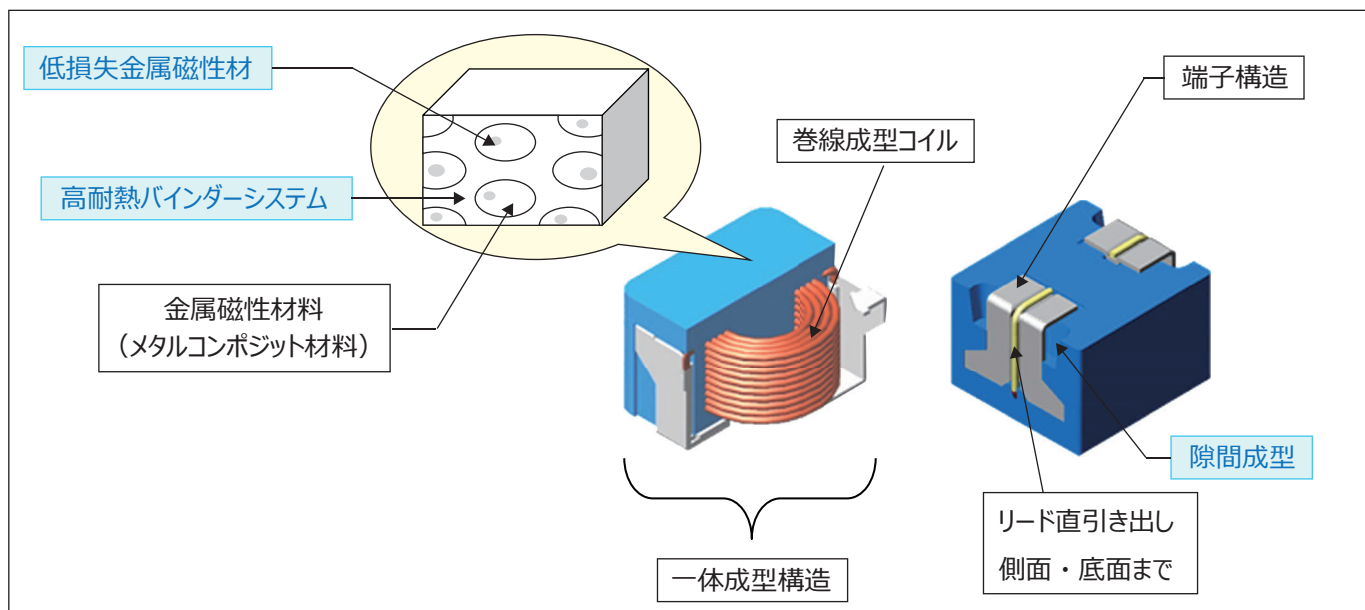 低損失金属磁性材
端子構造
巻線成型コイル
高耐熱バインダーシステム
金属磁性材料
（メタルコンポジット材料）
隙間成型
リード直引き出し
側面・底面まで
一体成型構造